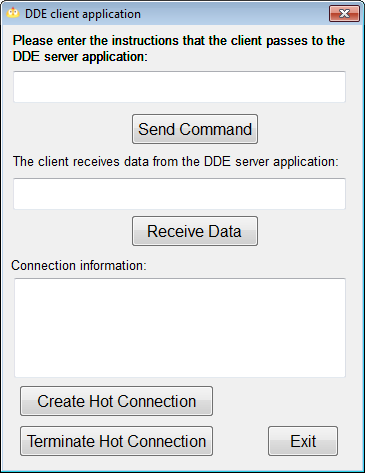 DDE client application
Please enter the instructions that the client passes to the
DDE server application:
Send Command
The client receives data from the DDE server application:
Receive Data
Connection information:
Create Hot Connection
Terminate Hot Connection
Exit